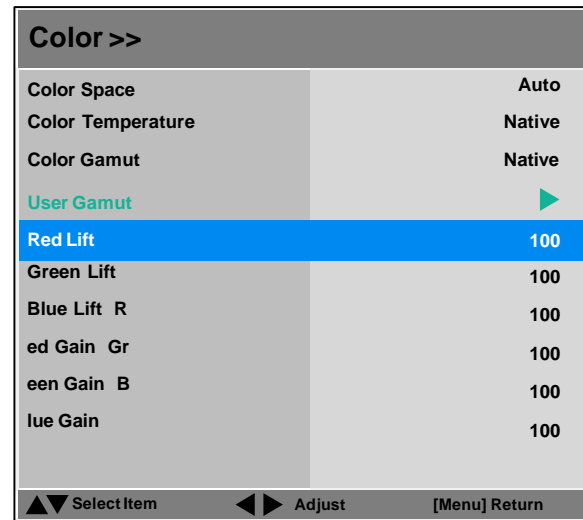 Color >>
Color Space Auto
Color Temperature Native
Color Gamut Native
User Gamut
Red Lift 100
Green Lift 100
Blue Lift R 100
ed Gain Gr 100
een Gain B 100
lue Gain 100
Select Item Adjust [Menu] Return